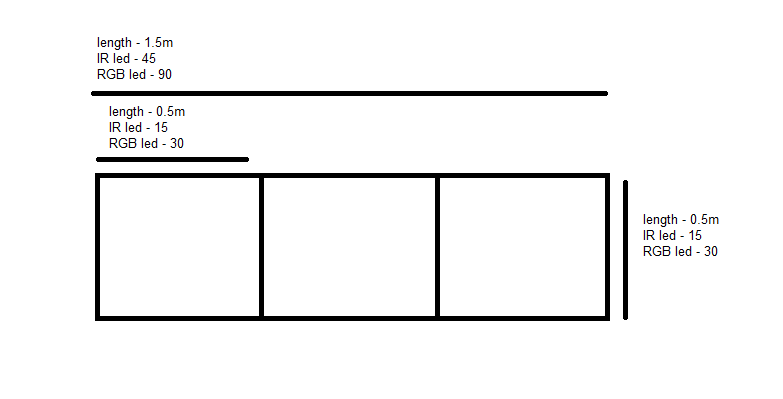 length - 1.5m
IR led - 45
RGB led - 90
length - 0.5m
IR led - 15
RGB led - 30
length - 0.5m
IR led - 15
RGB led - 30